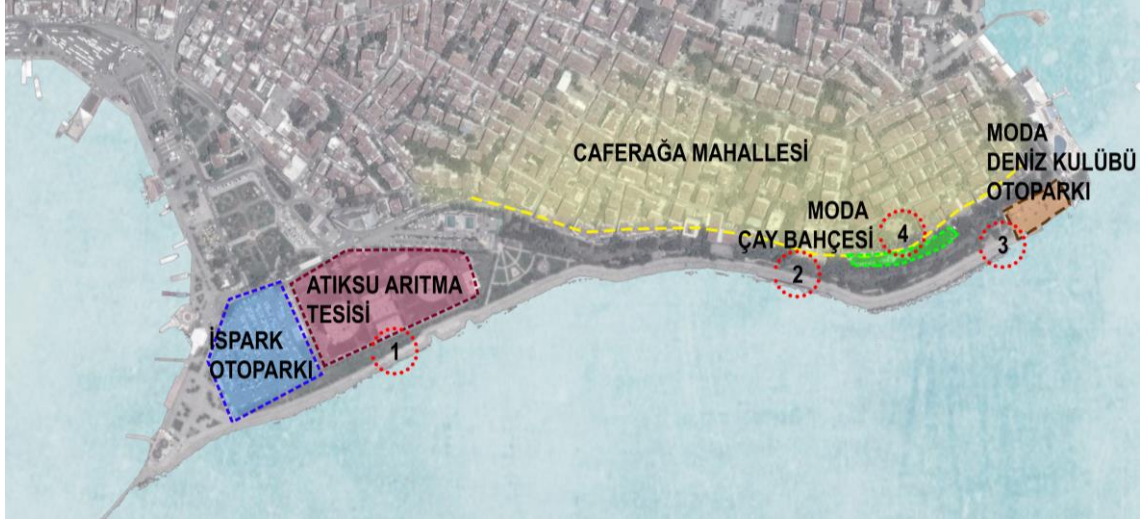 CAFERAĞA MAHALLESİ
MODA
DENİZ KULÜBÜ
OTOPARKI
MODA
ÇAY BAHÇESİ
4
3
2
ATIKSU ARITMA
TESİSİ
İSPARK
OTOPARKI
1